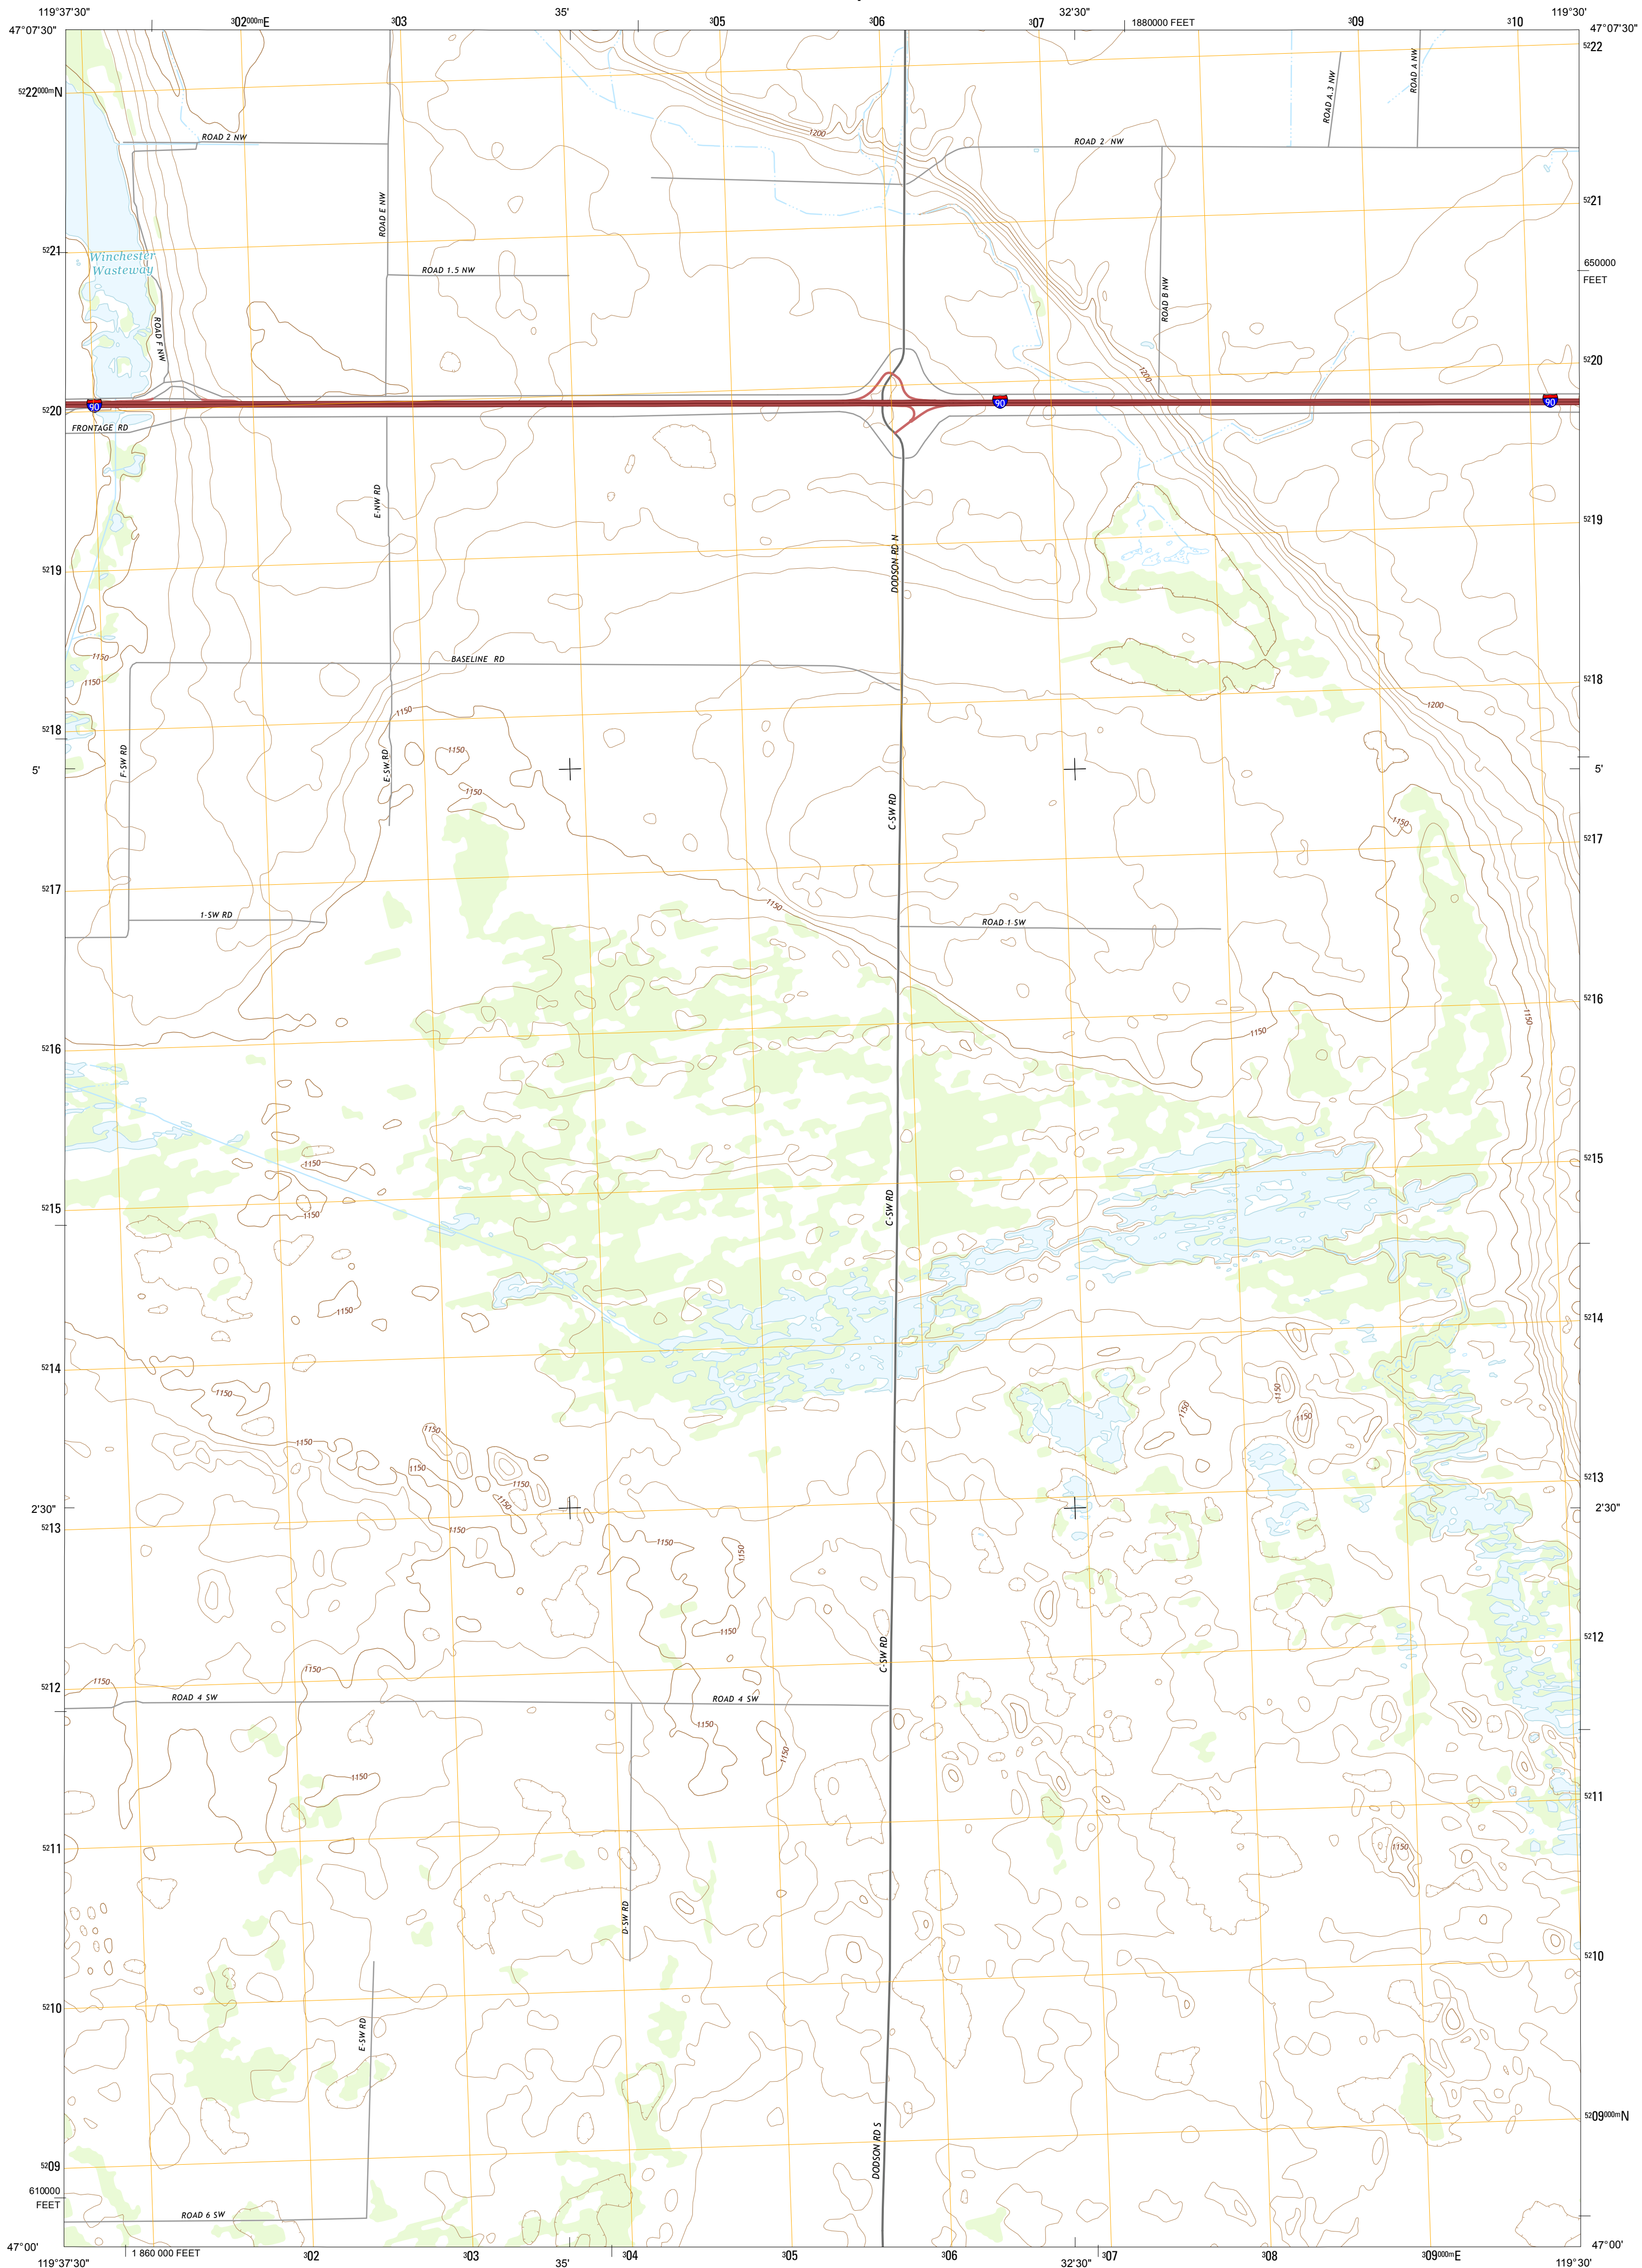 119°37'30"
302000mE
303
35'
305
306
307
32'30"
1880000 FEET
309
310
119°30'
47°07'30"
47°07'30"
5222
5222000mN
ROAD A.3 NW
ROAD A NW
1200
ROAD 2 NW
ROAD 2 NW
ROAD E NW
5221
5221
Winchester
Wasteway
ROAD 1.5 NW
650000
FEET
ROAD B NW
ROAD F NW
5220
1200
90
90
90
5220
FRONTAGE RD
E-NW RD
5219
DODSON RD N
5219
1150
BASELINE RD
1150
5218
1150
1200
5218
F-SW RD
E-SW RD
1150
5'
5'
1150
C-SW RD
1150
5217
5217
1150
1-SW RD
ROAD 1 SW
5216
1150
1150
5216
1150
5215
C-SW RD
1150
5215
1150
5214
5214
1150
1150
1150
1150
1150
1150
1150
1150
5213
1150
2'30"
2'30"
1150
5213
1150
1150
1150
1150
5212
C-SW RD
1150
1150
5212
ROAD 4 SW
ROAD 4 SW
1150
1150
1150
5211
5211
1150
D-SW RD
5210
5210
E-SW RD
5209000mN
DODSON RD S
5209
610000
FEET
ROAD 6 SW
47°00'
47°00'
1 860 000 FEET
302
303
304
305
306
307
308
309000mE
119°37'30"
35'
32'30"
119°30'